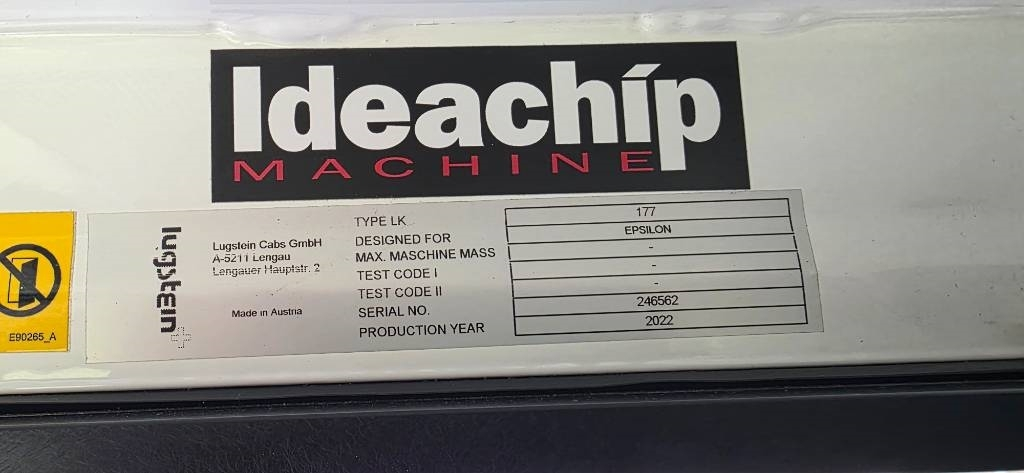 Ideachip
MACHINE
lugstein
Lugstein Cabs GmbH
A-5211 Lengau
Lengauer Hauptstr. 2
Made in Austria
TYPE LK 177
DESIGNED FOR EPSILON
MAX. MASCHINE MASS -
TEST CODE I -
TEST CODE II -
SERIAL NO. 246562
PRODUCTION YEAR 2022
E90265_A